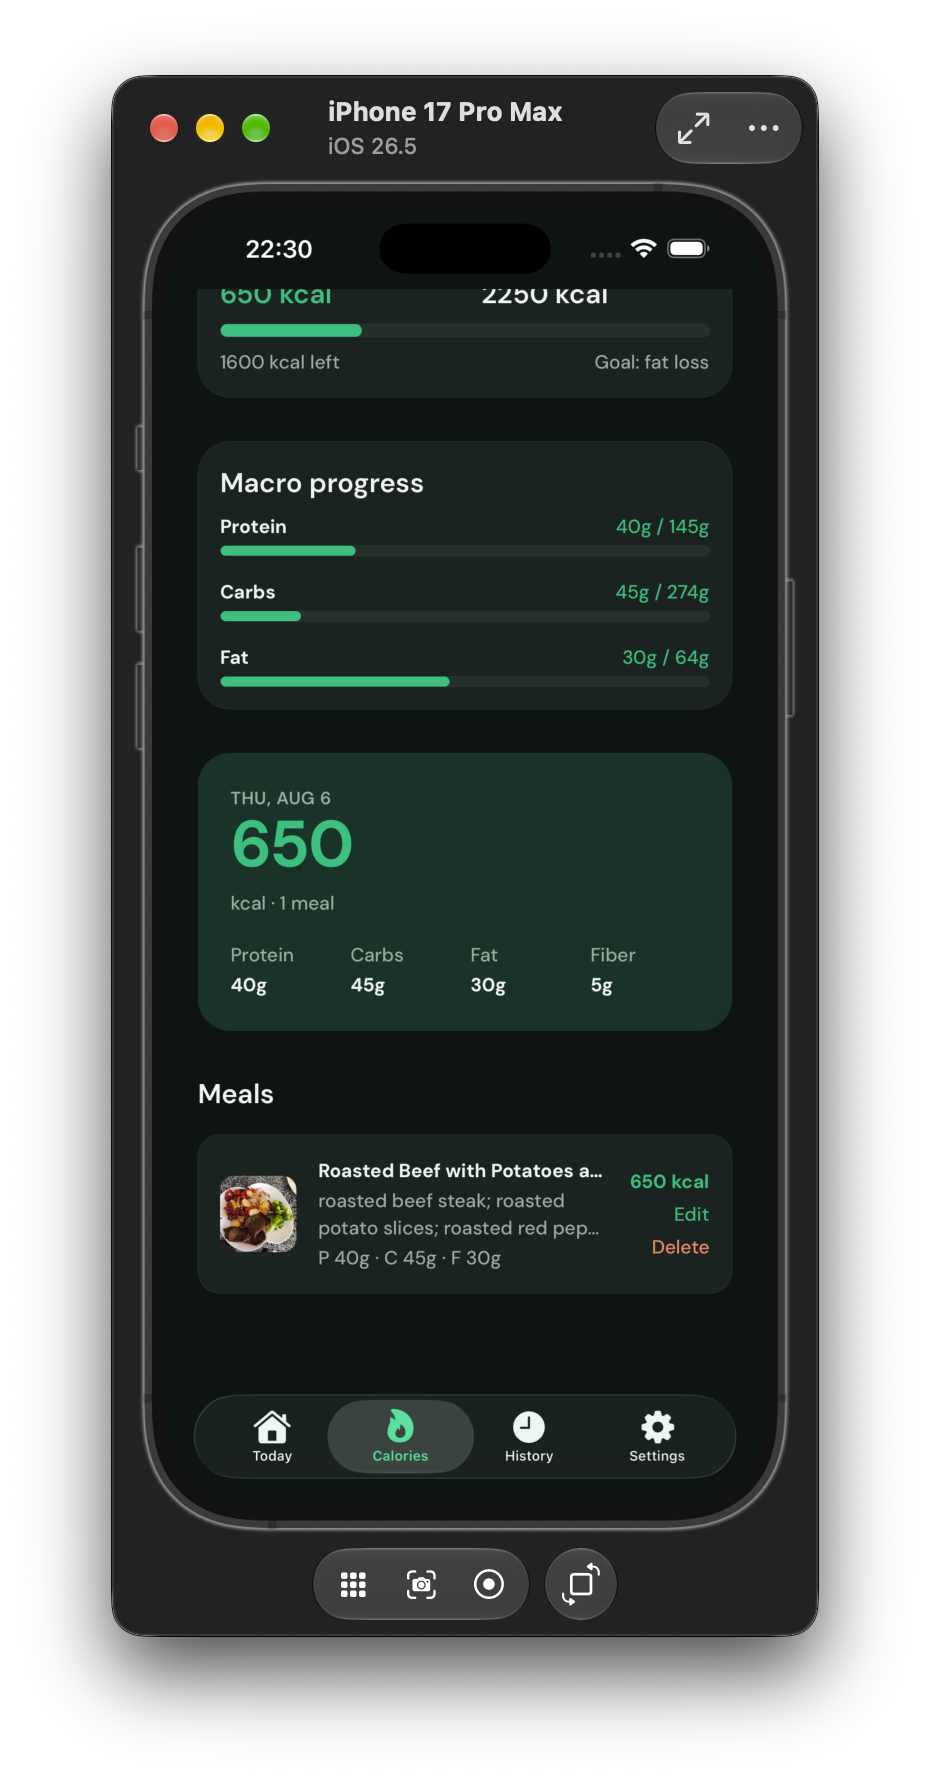 iPhone 17 Pro Max
iOS 26.5
22:30
650 kcal 2250 kcal
1600 kcal left Goal: fat loss
Macro progress
Protein 40g / 145g
Carbs 45g / 274g
Fat 30g / 64g
THU, AUG 6
650
kcal · 1 meal
Protein Carbs Fat Fiber
40g 45g 30g 5g
Meals
Roasted Beef with Potatoes a...
roasted beef steak; roasted
potato slices; roasted red pep...
P 40g · C 45g · F 30g
650 kcal
Edit
Delete
Today Calories History Settings